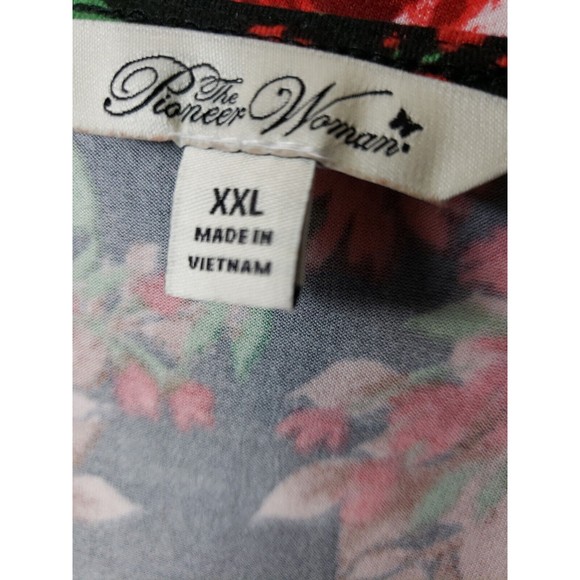 The
Pioneer Woman
XXL
MADE IN
VIETNAM